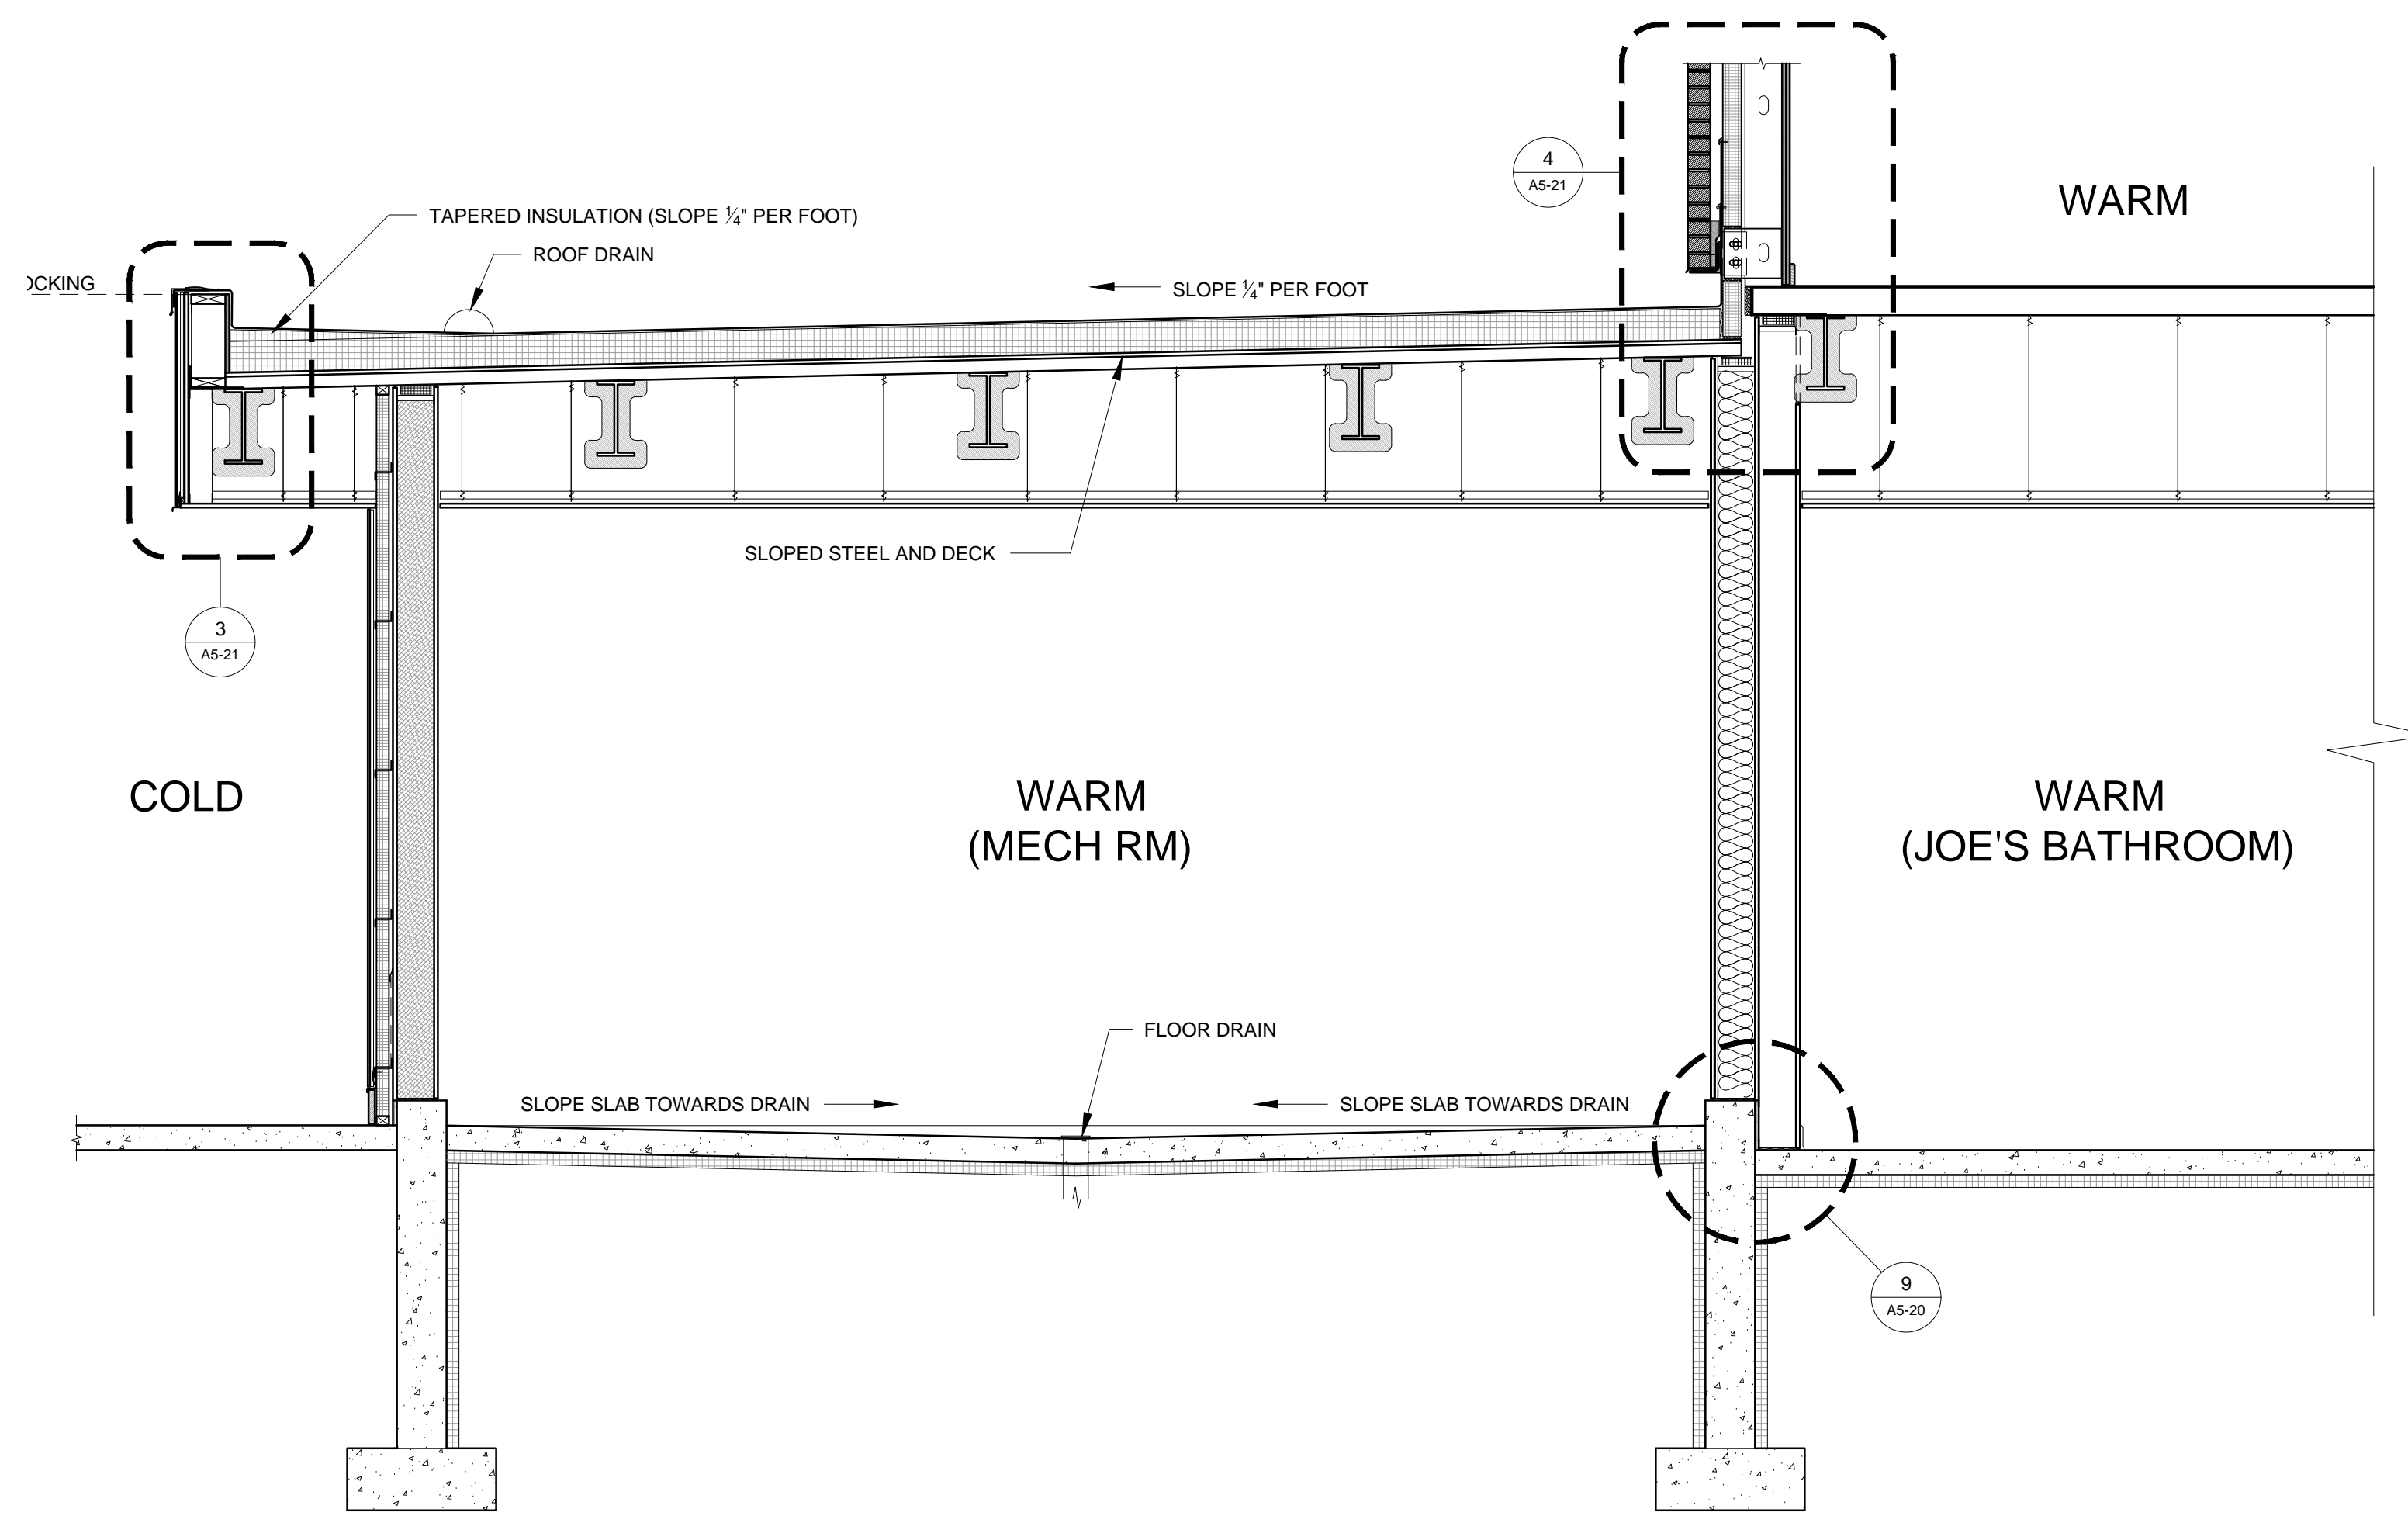 4
A5-21
WARM
TAPERED INSULATION (SLOPE ¼" PER FOOT)
ROOF DRAIN
OCKING
SLOPE ¼" PER FOOT
SLOPED STEEL AND DECK
3
A5-21
COLD
WARM
(MECH RM)
WARM
(JOE'S BATHROOM)
FLOOR DRAIN
SLOPE SLAB TOWARDS DRAIN
SLOPE SLAB TOWARDS DRAIN
9
A5-20